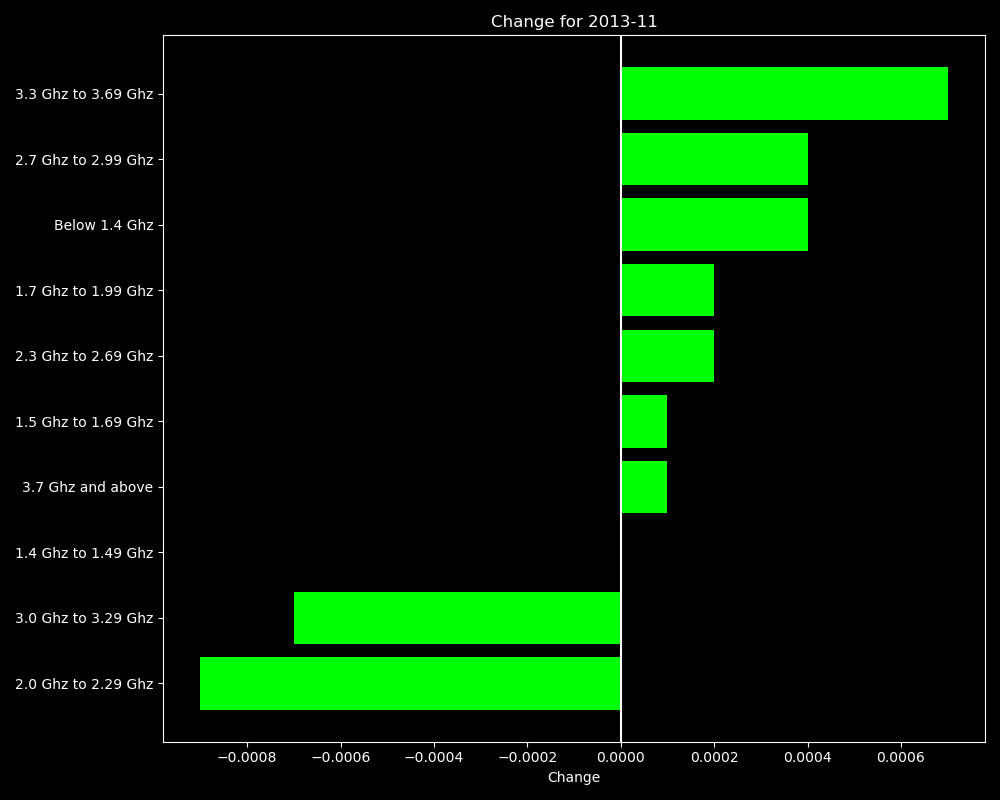 Change for 2013-11
3.3 Ghz to 3.69 Ghz
2.7 Ghz to 2.99 Ghz
Below 1.4 Ghz
1.7 Ghz to 1.99 Ghz
2.3 Ghz to 2.69 Ghz
1.5 Ghz to 1.69 Ghz
3.7 Ghz and above
1.4 Ghz to 1.49 Ghz
3.0 Ghz to 3.29 Ghz
2.0 Ghz to 2.29 Ghz
−0.0008 −0.0006 −0.0004 −0.0002 0.0000 0.0002 0.0004 0.0006
Change